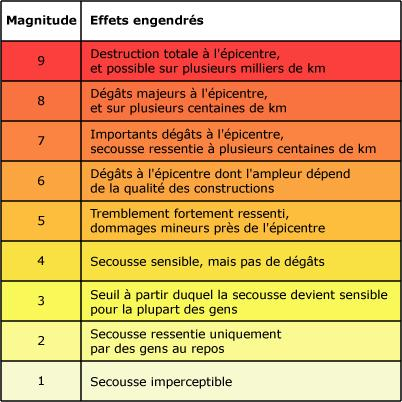 Magnitude Effets engendrés
9 Destruction totale à l'épicentre,
et possible sur plusieurs milliers de km
8 Dégâts majeurs à l'épicentre,
et sur plusieurs centaines de km
7 Importants dégâts à l'épicentre,
secousse ressentie à plusieurs centaines de km
6 Dégâts à l'épicentre dont l'ampleur dépend
de la qualité des constructions
5 Tremblement fortement ressenti,
dommages mineurs près de l'épicentre
4 Secousse sensible, mais pas de dégâts
3 Seuil à partir duquel la secousse devient sensible
pour la plupart des gens
2 Secousse ressentie uniquement
par des gens au repos
1 Secousse imperceptible